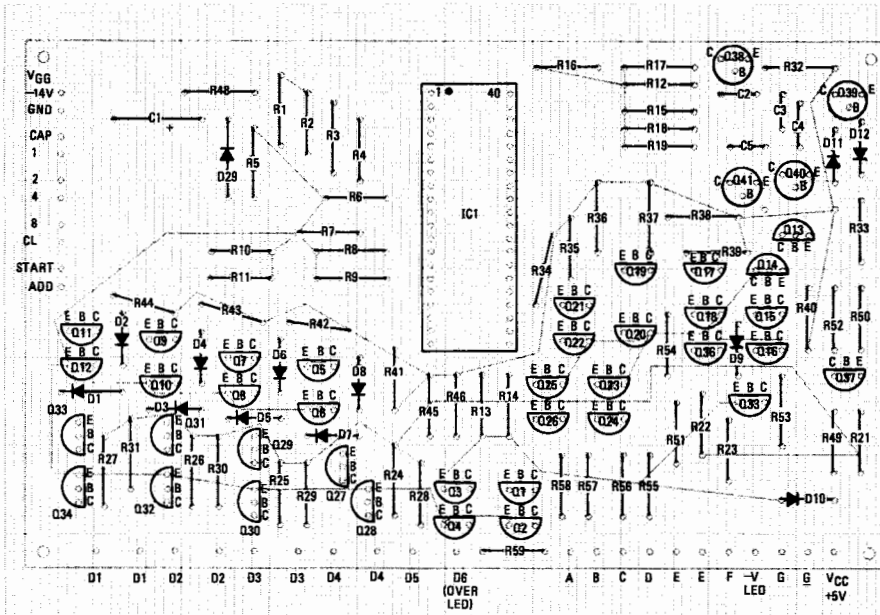 R16 R17 C Q38 E R32
B
VGG
−14V R48 1 40 R12 C2 C Q39 E
GND R1 R2 R3 C1 + R15 C3 C4 B
CAP R5 R4 R18 D11 D12
1 D29 R19 C5
2 C Q41 E C Q40 E
4 R6 B B
IC1 R36 R37 R38
8 R7 Q13 R33
CL R10 R8 R35 C B E
R34 R39
START R11 R9 E B C E B C Q14
ADD Q19 Q17 C B E
R44 R43 R42 Q21 E B C E B C R40 R50
E B C D2 E B C D4 E B C D6 E B C Q18 Q15 R52
Q11 Q9 Q7 Q5 Q22 Q20 R54 Q36 D9 Q16
Q12 Q10 Q8 D8 R41 E B C E B C C B E
D1 Q6 Q25 Q23 Q37
Q33 D3 Q31 D5 D7 R45 R46 R13 R14 Q26 Q24 E B C R53
E B C R31 E B C Q29 E B C R51 R22 R23 R49 R21
R27 R26 R30 R25 R29 Q27 E B C R24 R28 E B C E B C R58 R57 R56 R55
Q34 Q32 Q30 Q28 Q3 Q1 D10
Q4 Q2
R59
D1 D1 D2 D2 D3 D3 D4 D4 D5 D6 A B C D E E F −V G G VCC
(OVER LED +5V
LED)